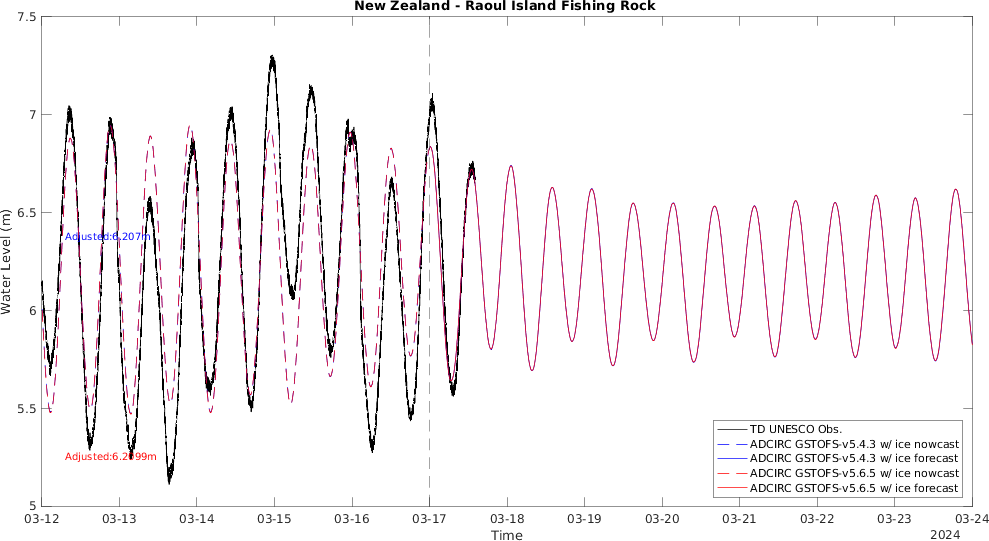 New Zealand - Raoul Island Fishing Rock
7.5
7
6.5
6
5.5
5
Water Level (m)
Adjusted:6.207m
Adjusted:6.2099m
TD UNESCO Obs.
ADCIRC GSTOFS-v5.4.3 w/ ice nowcast
ADCIRC GSTOFS-v5.4.3 w/ ice forecast
ADCIRC GSTOFS-v5.6.5 w/ ice nowcast
ADCIRC GSTOFS-v5.6.5 w/ ice forecast
03-12 03-13 03-14 03-15 03-16 03-17 03-18 03-19 03-20 03-21 03-22 03-23 03-24
Time
2024